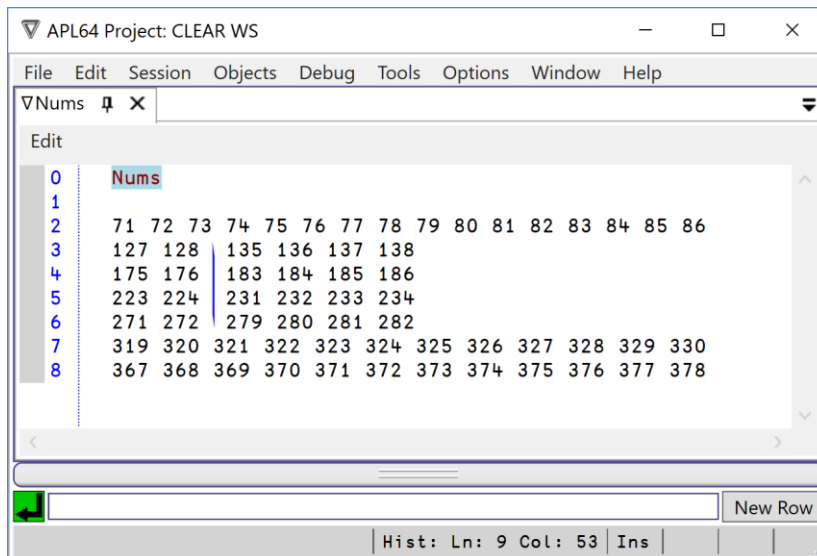 ∇ APL64 Project: CLEAR WS
File Edit Session Objects Debug Tools Options Window Help
∇Nums
Edit
0 Nums
1
2 71 72 73 74 75 76 77 78 79 80 81 82 83 84 85 86
3 127 128 135 136 137 138
4 175 176 183 184 185 186
5 223 224 231 232 233 234
6 271 272 279 280 281 282
7 319 320 321 322 323 324 325 326 327 328 329 330
8 367 368 369 370 371 372 373 374 375 376 377 378
New Row
Hist: Ln: 9 Col: 53 Ins